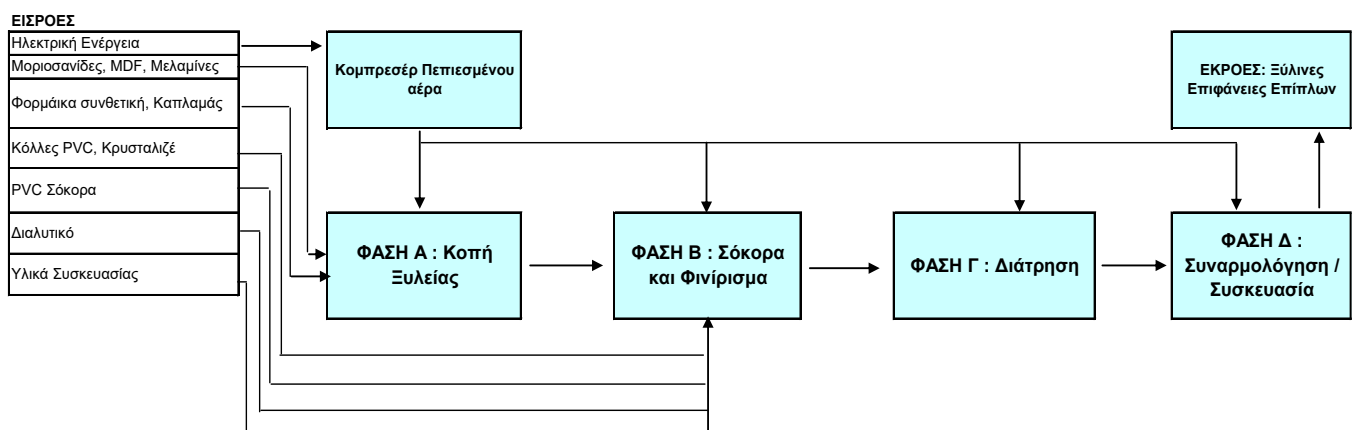 ΕΙΣΡΟΕΣ
Ηλεκτρική Ενέργεια
Μοριοσανίδες, MDF, Μελαμίνες
Φορμάικα συνθετική, Καπλαμάς
Κόλλες PVC, Κρυσταλιζέ
PVC Σόκορα
Διαλυτικό
Υλικά Συσκευασίας
Κομπρεσέρ Πεπιεσμένου
αέρα
ΕΚΡΟΕΣ: Ξύλινες
Επιφάνειες Επίπλων
ΦΑΣΗ Α : Κοπή
Ξυλείας
ΦΑΣΗ Β : Σόκορα
και Φινίρισμα
ΦΑΣΗ Γ : Διάτρηση
ΦΑΣΗ Δ :
Συναρμολόγηση /
Συσκευασία